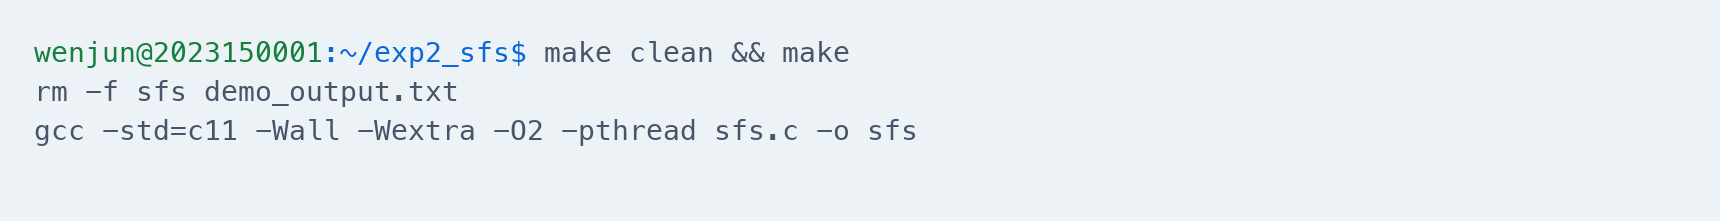 wenjun@2023150001:~/exp2_sfs$ make clean && make
rm -f sfs demo_output.txt
gcc -std=c11 -Wall -Wextra -O2 -pthread sfs.c -o sfs